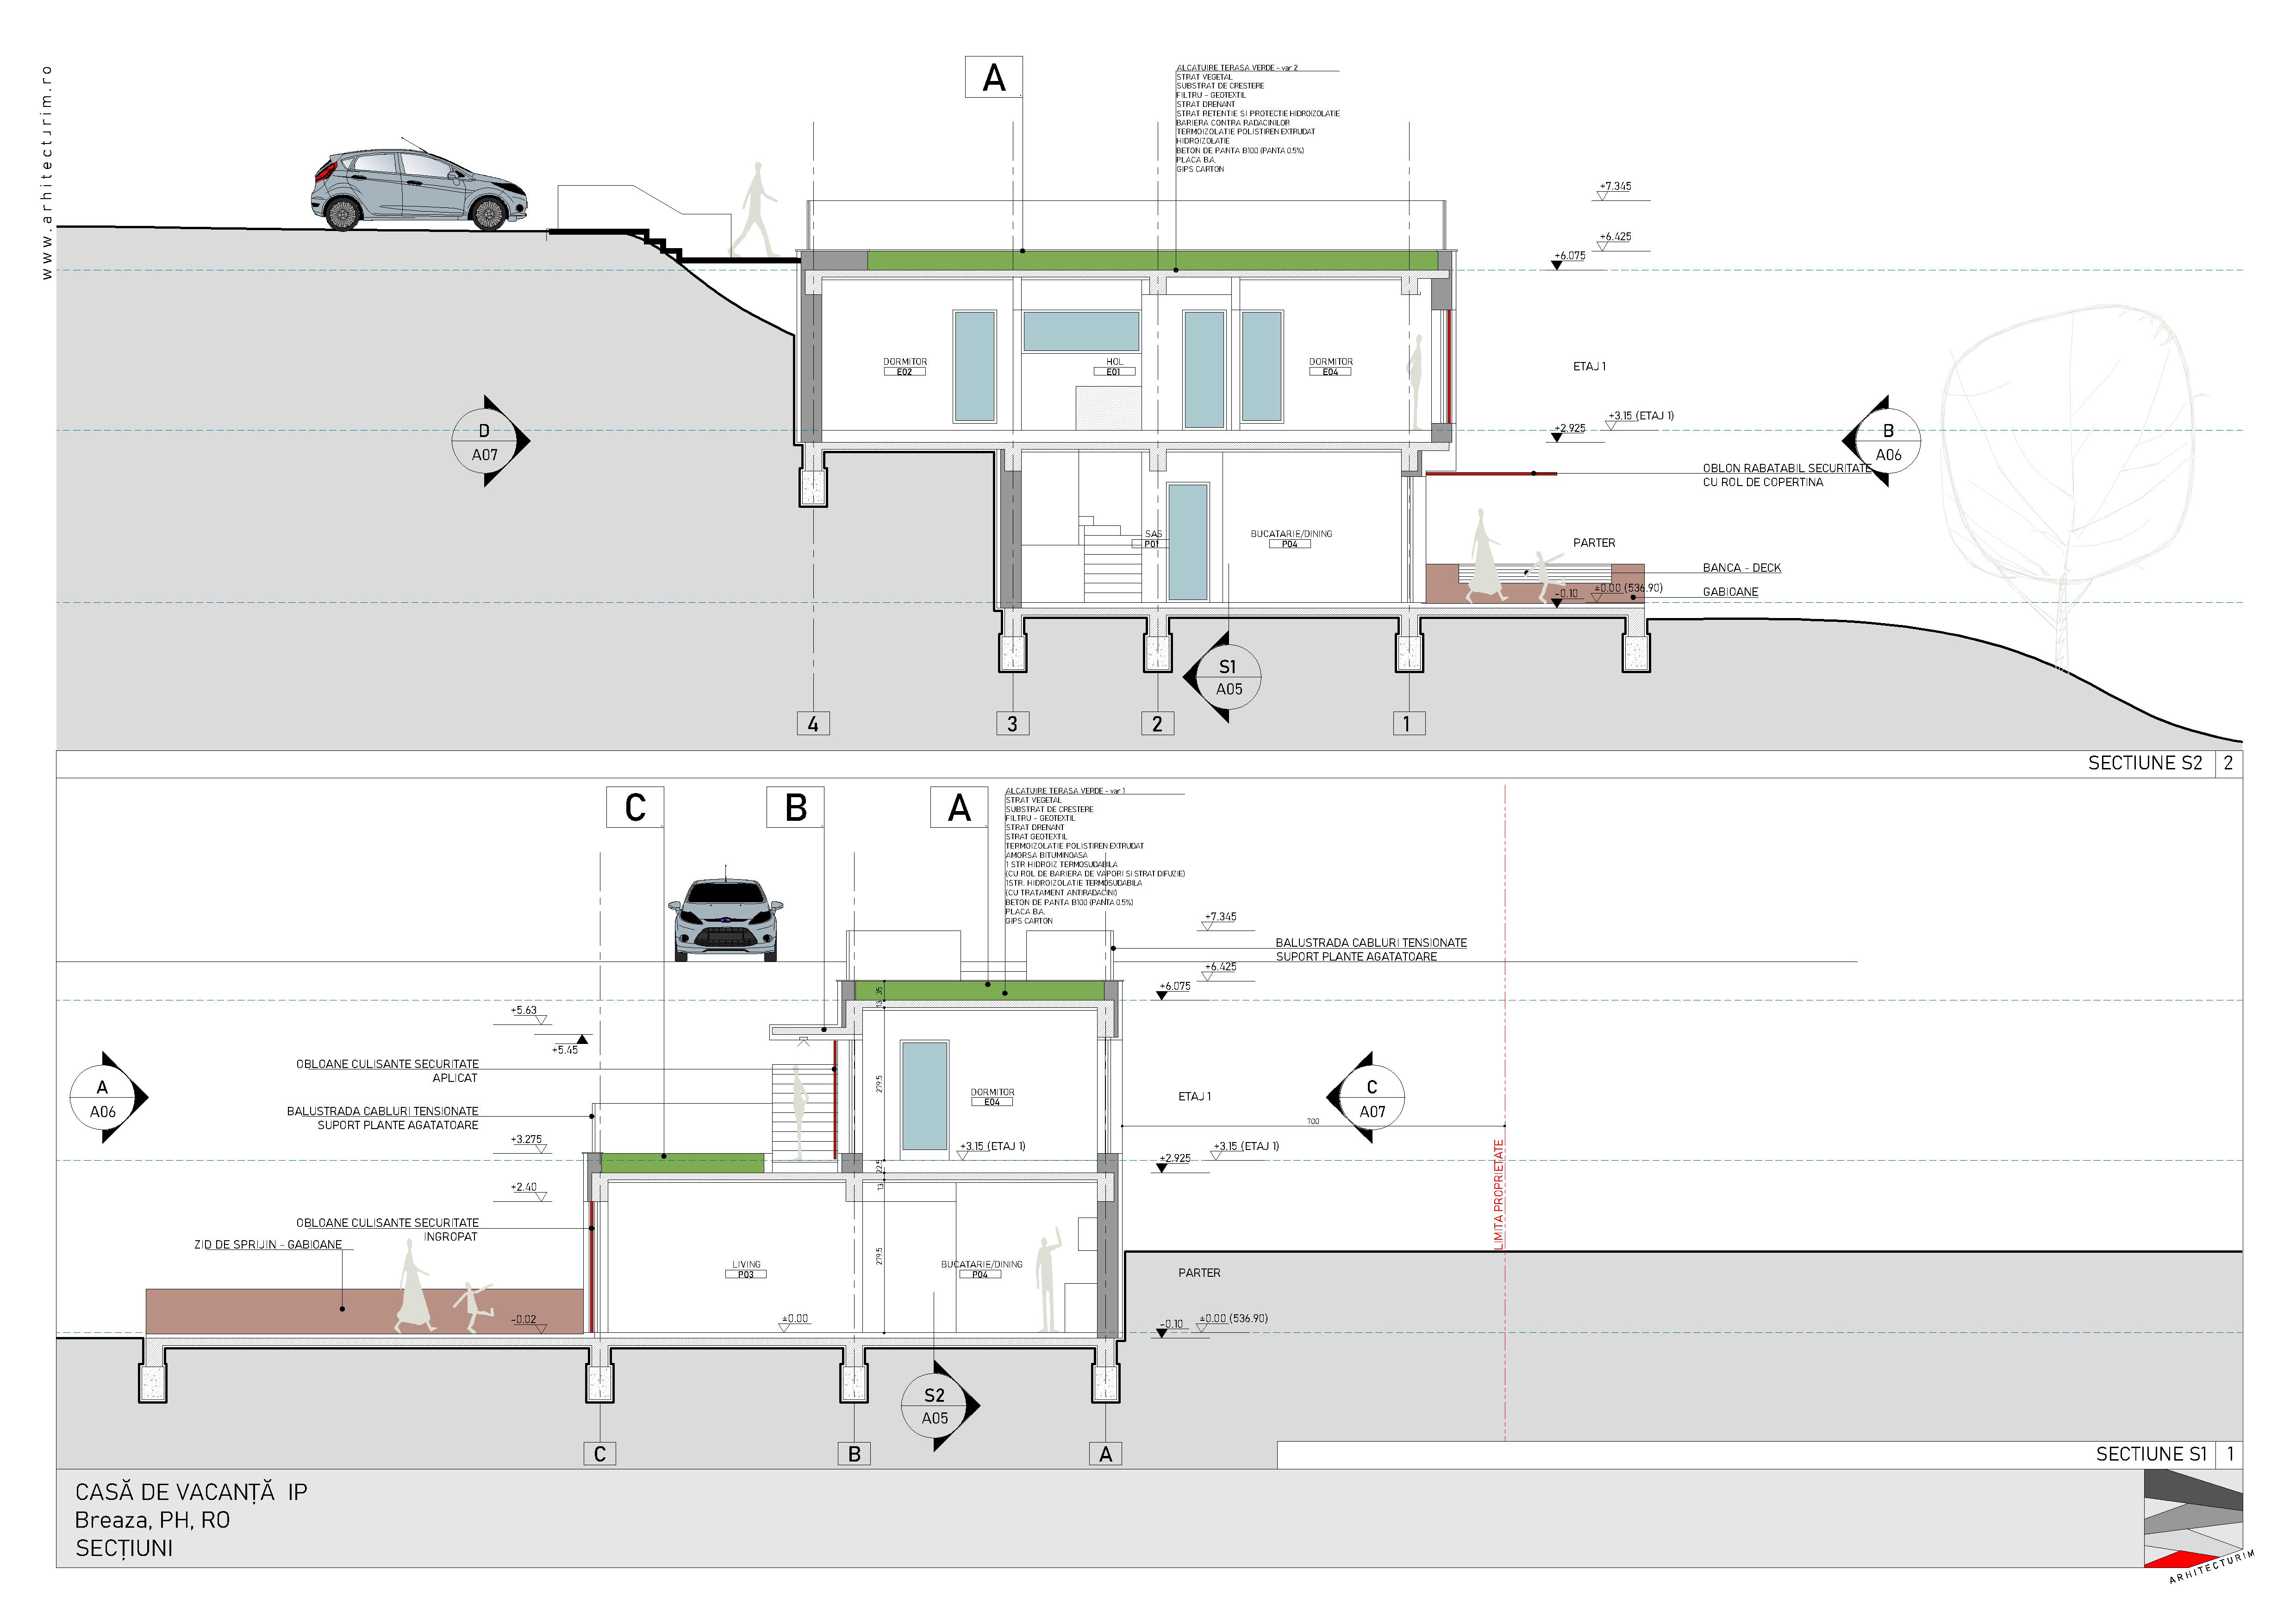 www.arhitecturim.ro
A
ALCATUIRE TERASA VERDE - var 2
STRAT VEGETAL
SUBSTRAT DE CRESTERE
FILTRU - GEOTEXTIL
STRAT DRENANT
STRAT RETENTIE SI PROTECTIE HIDROIZOLATIE
BARIERA CONTRA RADACINILOR
TERMOIZOLATIE POLISTIREN EXTRUDAT
HIDROIZOLATIE
BETON DE PANTA B100 (PANTA 0.5%)
PLACA B.A.
GIPS CARTON
+7.345
+6.425
+6.075
DORMITOR
E02
HOL
E01
DORMITOR
E04
ETAJ 1
+3.15 (ETAJ 1)
+2.925
D
A07
B
A06
OBLON RABATABIL SECURITATE
CU ROL DE COPERTINA
SAS
P01
BUCATARIE/DINING
P04
PARTER
BANCA - DECK
±0.00 (536.90)
-0.10
GABIOANE
S1
A05
4
3
2
1
SECTIUNE S2
2
C
B
A
ALCATUIRE TERASA VERDE - var 1
STRAT VEGETAL
SUBSTRAT DE CRESTERE
FILTRU - GEOTEXTIL
STRAT DRENANT
STRAT GEOTEXTIL
TERMOIZOLATIE POLISTIREN EXTRUDAT
AMORSA BITUMINOASA
1 STR HIDROIZ TERMOSUDABILA
(CU ROL DE BARIERA DE VAPORI SI STRAT DIFUZIE)
1STR. HIDROIZOLATIE TERMOSUDABILA
(CU TRATAMENT ANTIRADACINI)
BETON DE PANTA B100 (PANTA 0.5%)
PLACA B.A.
GIPS CARTON
+7.345
BALUSTRADA CABLURI TENSIONATE
SUPORT PLANTE AGATATOARE
+6.425
+6.075
35
13
+5.63
+5.45
OBLOANE CULISANTE SECURITATE
APLICAT
279.5
DORMITOR
E04
ETAJ 1
A
A06
C
A07
BALUSTRADA CABLURI TENSIONATE
SUPORT PLANTE AGATATOARE
700
+3.275
+3.15 (ETAJ 1)
+3.15 (ETAJ 1)
+2.925
22.5
13
+2.40
LIMITA PROPRIETATE
OBLOANE CULISANTE SECURITATE
INGROPAT
ZID DE SPRIJIN - GABIOANE
279.5
LIVING
P03
BUCATARIE/DINING
P04
PARTER
-0.02
±0.00
-0.10
±0.00 (536.90)
S2
A05
C
B
A
SECTIUNE S1
1
CASĂ DE VACANȚĂ IP
Breaza, PH, RO
SECȚIUNI
ARHITECTURIM